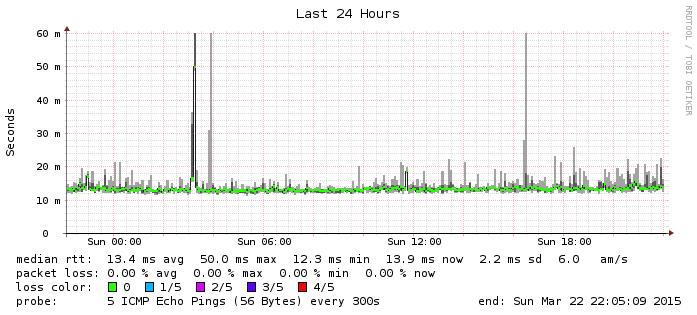 Last 24 Hours
RRDTOOL / TOBI OETIKER
Seconds
60 m
50 m
40 m
30 m
20 m
10 m
0
Sun 00:00 Sun 06:00 Sun 12:00 Sun 18:00
median rtt: 13.4 ms avg 50.0 ms max 12.3 ms min 13.9 ms now 2.2 ms sd 6.0 am/s
packet loss: 0.00 % avg 0.00 % max 0.00 % min 0.00 % now
loss color: 0 1/5 2/5 3/5 4/5
probe: 5 ICMP Echo Pings (56 Bytes) every 300s end: Sun Mar 22 22:05:09 2015